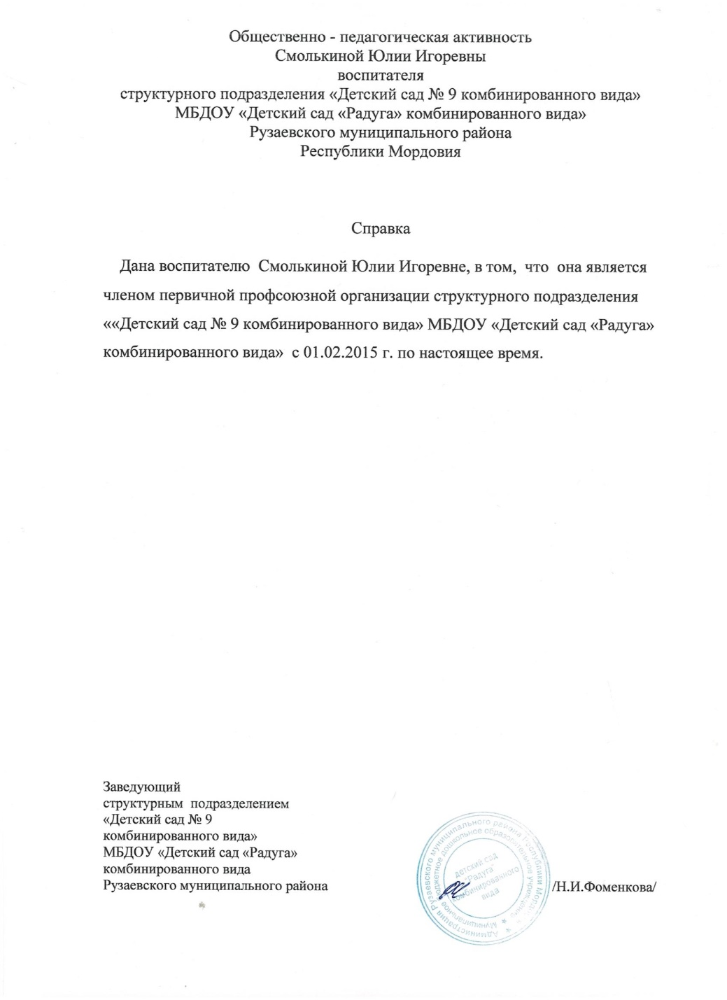 Общественно - педагогическая активность
Смолькиной Юлии Игоревны
воспитателя
структурного подразделения «Детский сад № 9 комбинированного вида»
МБДОУ «Детский сад «Радуга» комбинированного вида»
Рузаевского муниципального района
Республики Мордовия
Справка
Дана воспитателю Смолькиной Юлии Игоревне, в том, что она является
членом первичной профсоюзной организации структурного подразделения
««Детский сад № 9 комбинированного вида» МБДОУ «Детский сад «Радуга»
комбинированного вида» с 01.02.2015 г. по настоящее время.
Заведующий
структурным подразделением
«Детский сад № 9
комбинированного вида»
МБДОУ «Детский сад «Радуга»
комбинированного вида
Рузаевского муниципального района
/Н.И.Фоменкова/
Администрация Рузаевского муниципального района Республики
Муниципальное бюджетное дошкольное образовательное учреждение
детский сад
"Радуга"
комбинированного
вида